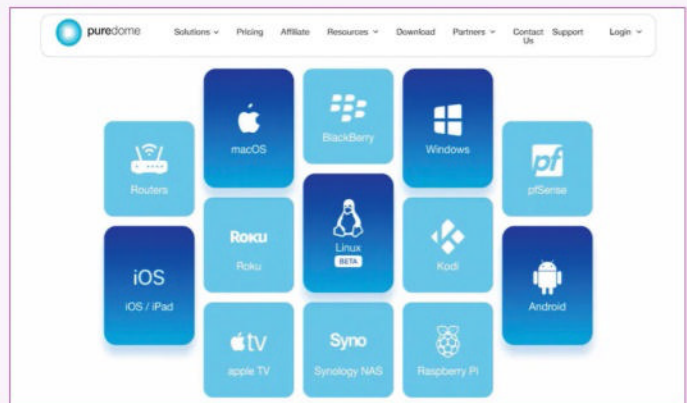 puredome
Solutions Pricing Affiliate Resources Download Partners Contact Us Support Login
macOS
BlackBerry
Windows
Routers
pf
pfSense
ROKU
Roku
Linux
BETA
Kodi
iOS
iOS / iPad
Android
tv
apple TV
Syno
Synology NAS
Raspberry Pi